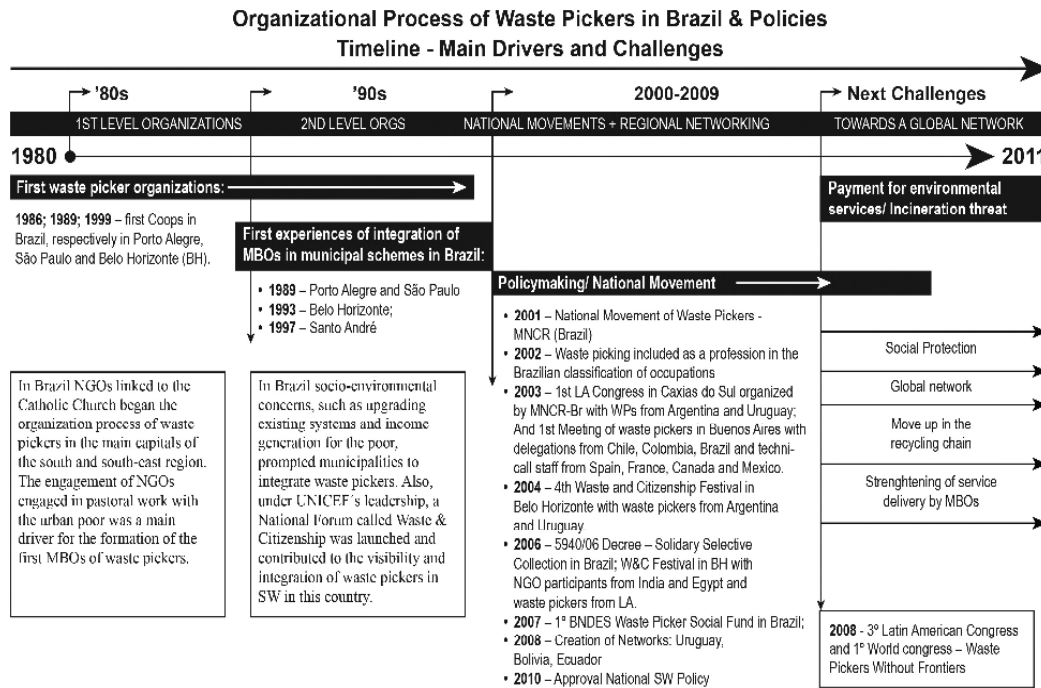 Organizational Process of Waste Pickers in Brazil & Policies
Timeline - Main Drivers and Challenges
'80s
'90s
2000-2009
Next Challenges
1ST LEVEL ORGANIZATIONS
2ND LEVEL ORGS
NATIONAL MOVEMENTS + REGIONAL NETWORKING
TOWARDS A GLOBAL NETWORK
1980
2011
First waste picker organizations:
1986; 1989; 1999 – first Coops in
Brazil, respectively in Porto Alegre,
São Paulo and Belo Horizonte (BH).
In Brazil NGOs linked to the
Catholic Church began the
organization process of waste
pickers in the main capitals of
the south and south-east region.
The engagement of NGOs
engaged in pastoral work with
the urban poor was a main
driver for the formation of the
first MBOs of waste pickers.
First experiences of integration of
MBOs in municipal schemes in Brazil:
• 1989 – Porto Alegre and São Paulo
• 1993 – Belo Horizonte;
• 1997 – Santo André
In Brazil socio-environmental
concerns, such as upgrading
existing systems and income
generation for the poor,
prompted municipalities to
integrate waste pickers. Also,
under UNICEF´s leadership, a
National Forum called Waste &
Citizenship was launched and
contributed to the visibility and
integration of waste pickers in
SW in this country.
Policymaking/ National Movement
• 2001 – National Movement of Waste Pickers -
MNCR (Brazil)
• 2002 – Waste picking included as a profession in the
Brazilian classification of occupations
• 2003 – 1st LA Congress in Caxias do Sul organized
by MNCR-Br with WPs from Argentina and Uruguay;
And 1st Meeting of waste pickers in Buenos Aires with
delegations from Chile, Colombia, Brazil and techni-
call staff from Spain, France, Canada and Mexico.
• 2004 – 4th Waste and Citizenship Festival in
Belo Horizonte with waste pickers from Argentina
and Uruguay
• 2006 – 5940/06 Decree – Solidary Selective
Collection in Brazil; W&C Festival in BH with
NGO participants from India and Egypt and
waste pickers from LA.
• 2007 – 1º BNDES Waste Picker Social Fund in Brazil;
• 2008 – Creation of Networks: Uruguay,
Bolivia, Ecuador
• 2010 – Approval National SW Policy
Payment for environmental
services/ Incineration threat
Social Protection
Global network
Move up in the
recycling chain
Strenghtening of service
delivery by MBOs
2008 - 3º Latin American Congress
and 1º World congress – Waste
Pickers Without Frontiers